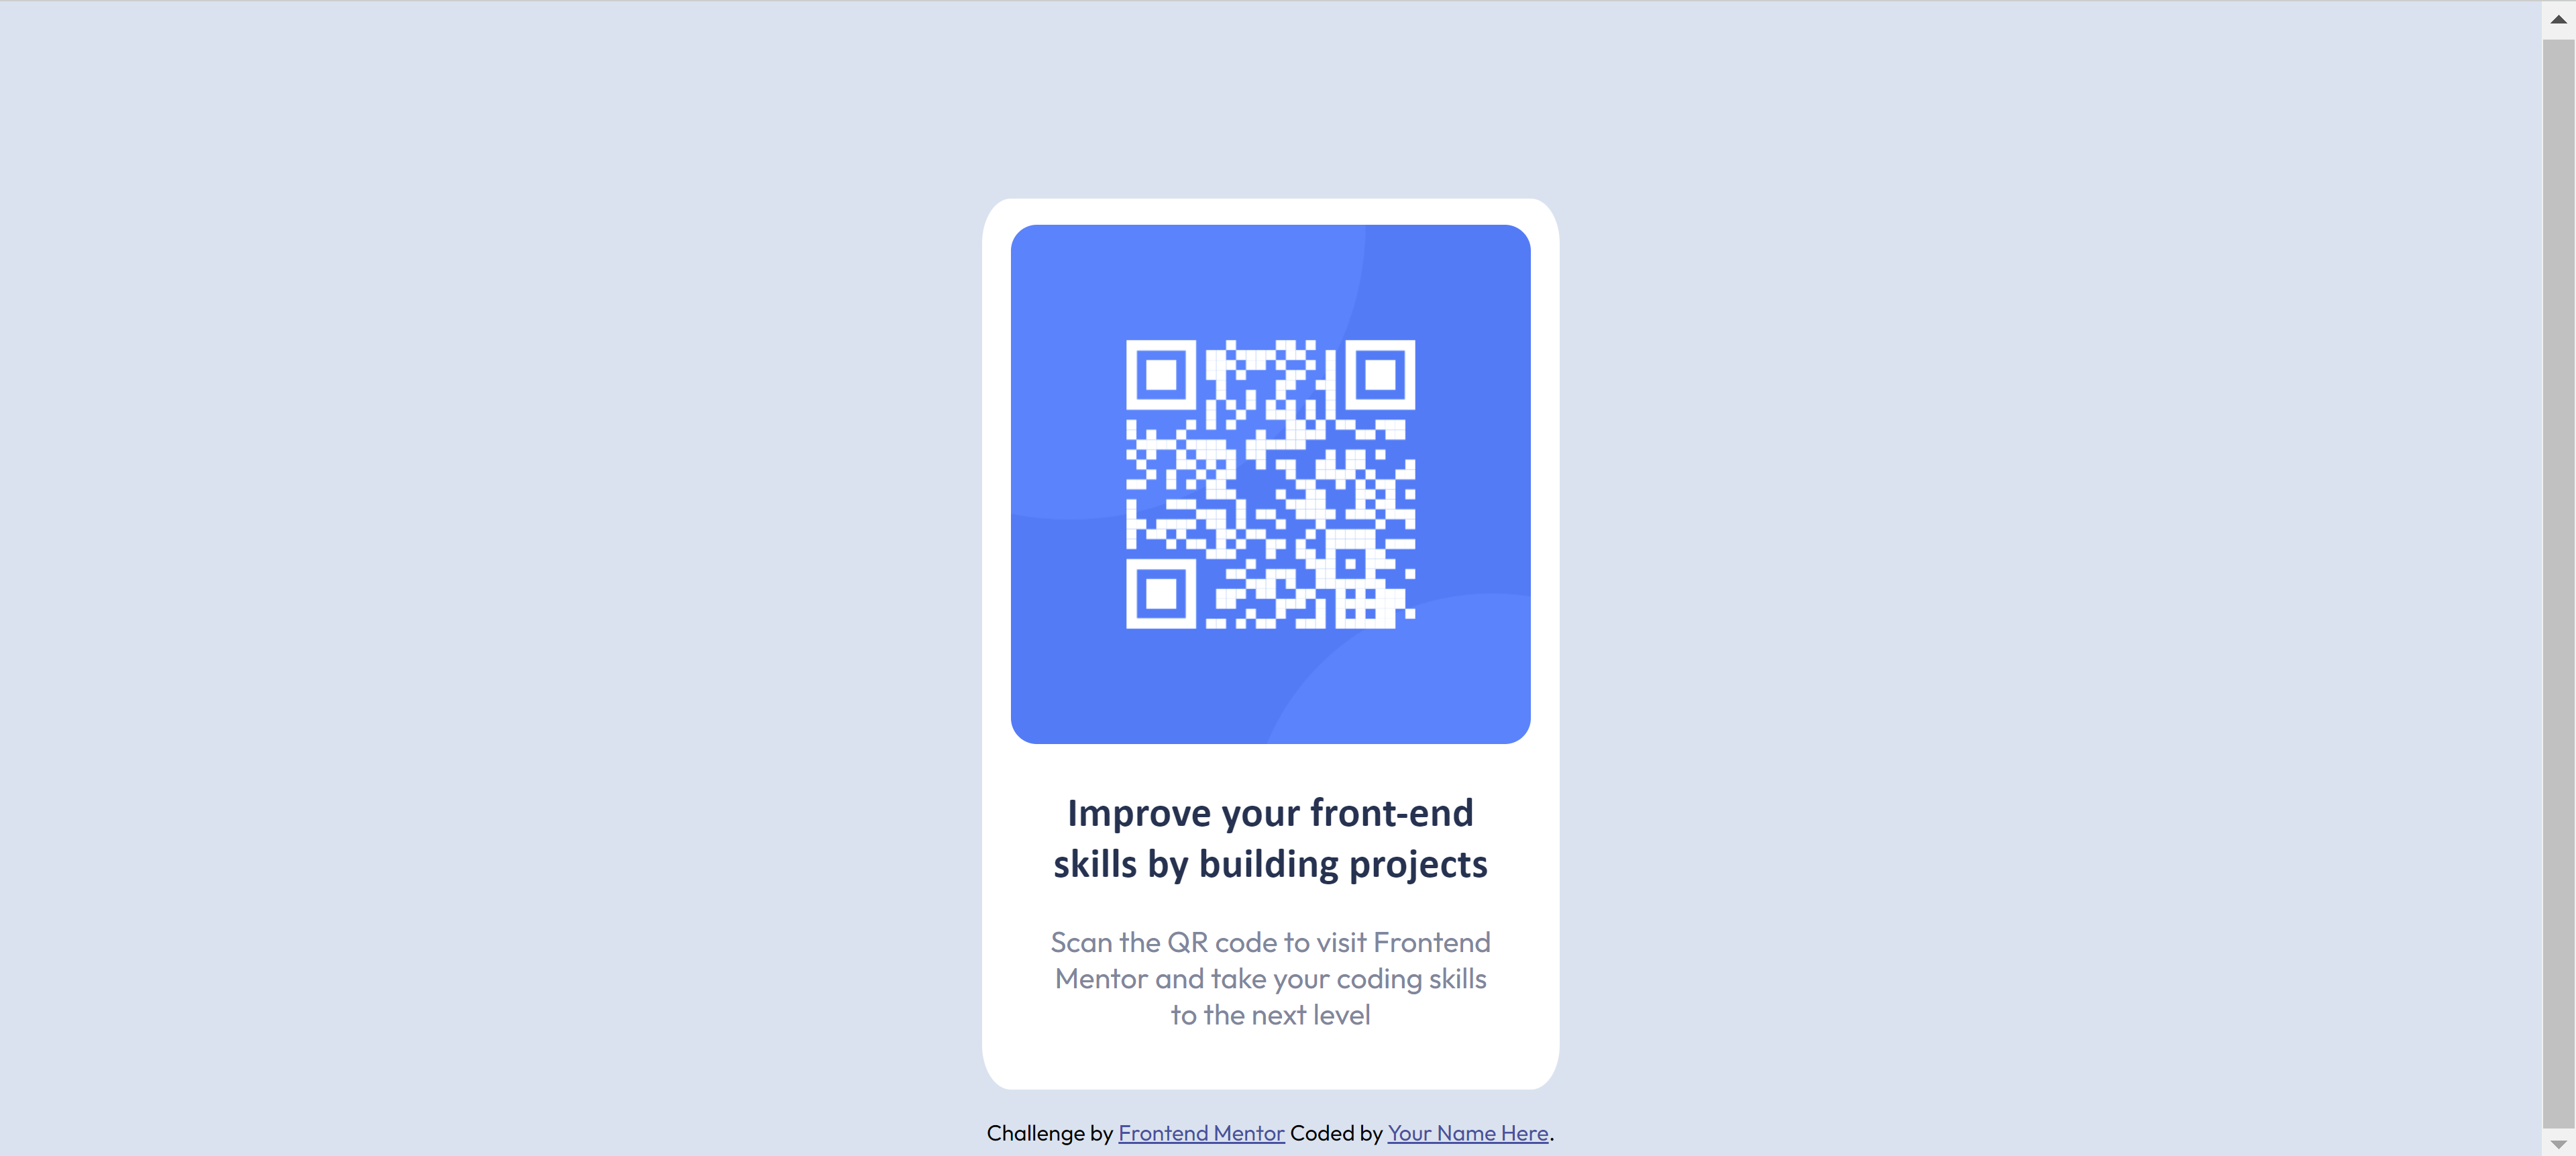 Improve your front-end
skills by building projects
Scan the QR code to visit Frontend
Mentor and take your coding skills
to the next level
Challenge by Frontend Mentor Coded by Your Name Here.